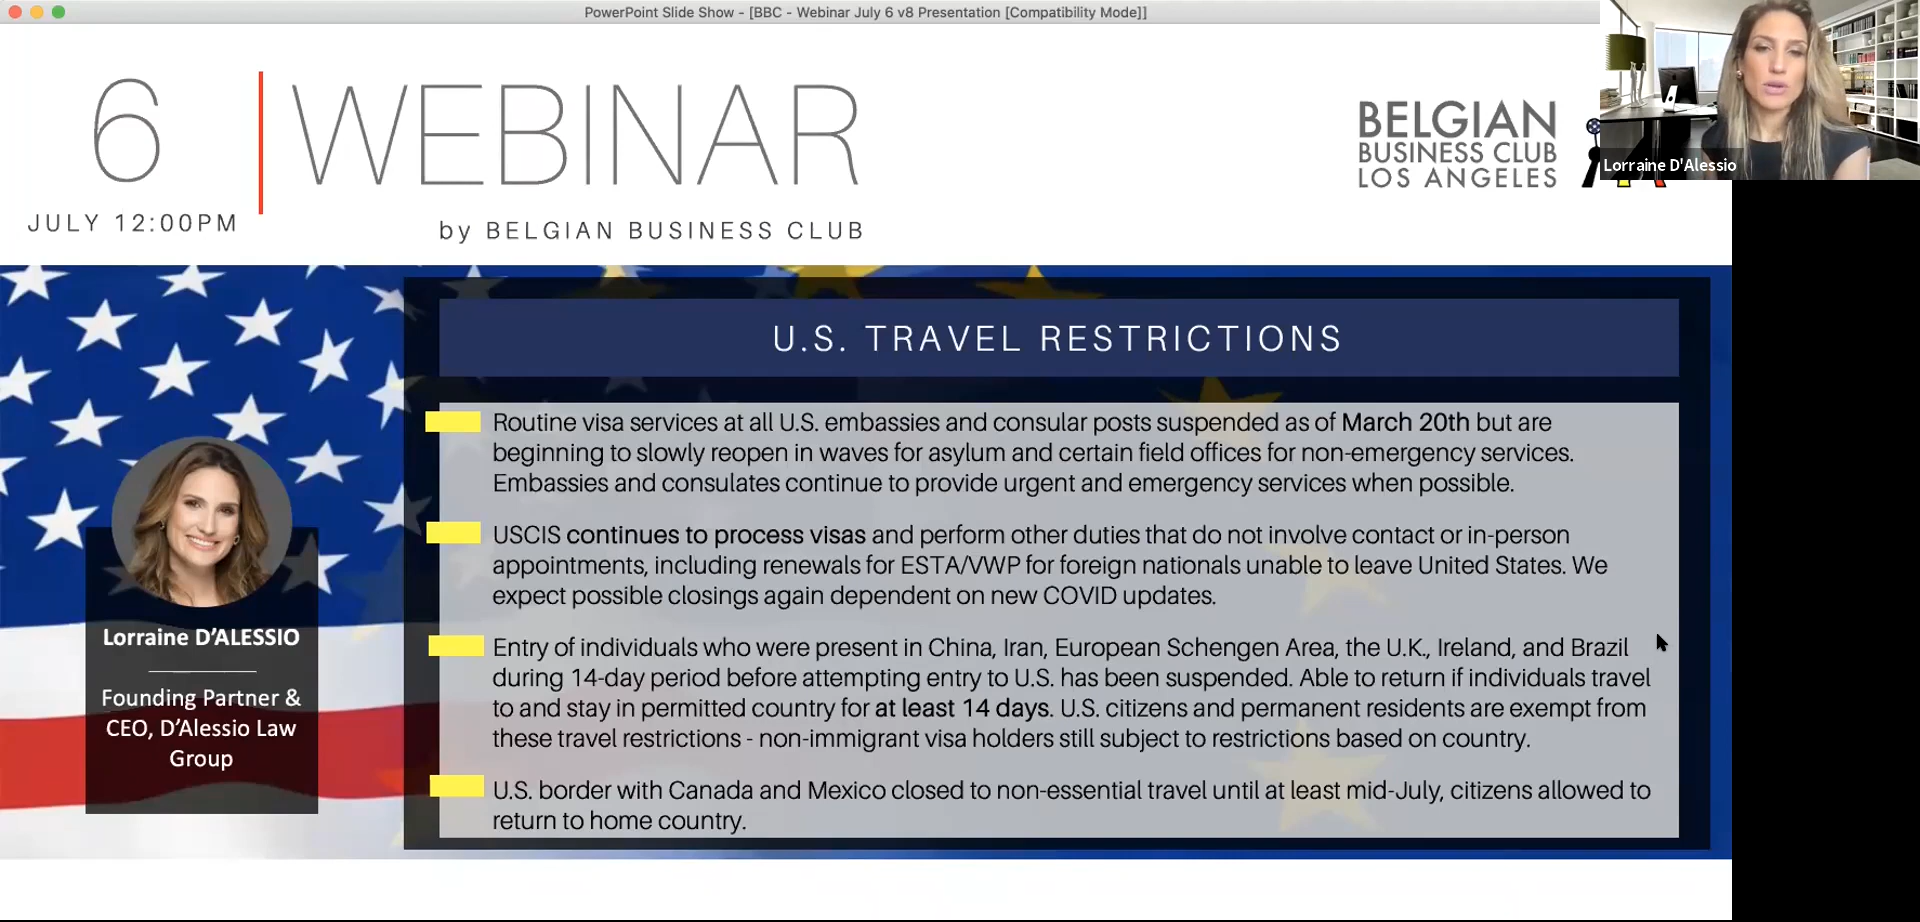 PowerPoint Slide Show - [BBC - Webinar July 6 v8 Presentation [Compatibility Mode]]
6
JULY 12:00PM
WEBINAR
by BELGIAN BUSINESS CLUB
BELGIAN
BUSINESS CLUB
LOS ANGELES
Lorraine D'Alessio
U.S. TRAVEL RESTRICTIONS
Routine visa services at all U.S. embassies and consular posts suspended as of March 20th but are
beginning to slowly reopen in waves for asylum and certain field offices for non-emergency services.
Embassies and consulates continue to provide urgent and emergency services when possible.
USCIS continues to process visas and perform other duties that do not involve contact or in-person
appointments, including renewals for ESTA/VWP for foreign nationals unable to leave United States. We
expect possible closings again dependent on new COVID updates.
Entry of individuals who were present in China, Iran, European Schengen Area, the U.K., Ireland, and Brazil
during 14-day period before attempting entry to U.S. has been suspended. Able to return if individuals travel
to and stay in permitted country for at least 14 days. U.S. citizens and permanent residents are exempt from
these travel restrictions - non-immigrant visa holders still subject to restrictions based on country.
U.S. border with Canada and Mexico closed to non-essential travel until at least mid-July, citizens allowed to
return to home country.
Lorraine D’ALESSIO
Founding Partner &
CEO, D’Alessio Law
Group